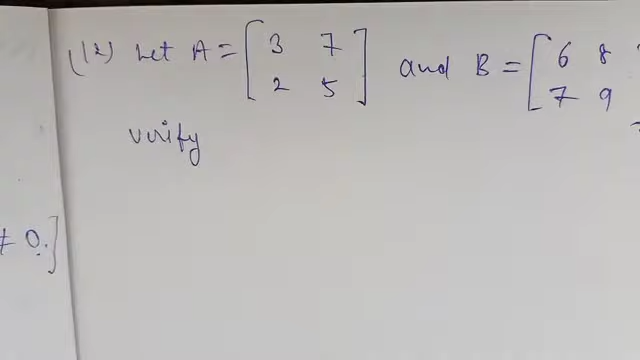 (12) Let A = [ 3 7 ] and B = [ 6 8
2 5 7 9
verify
≠ 0.]